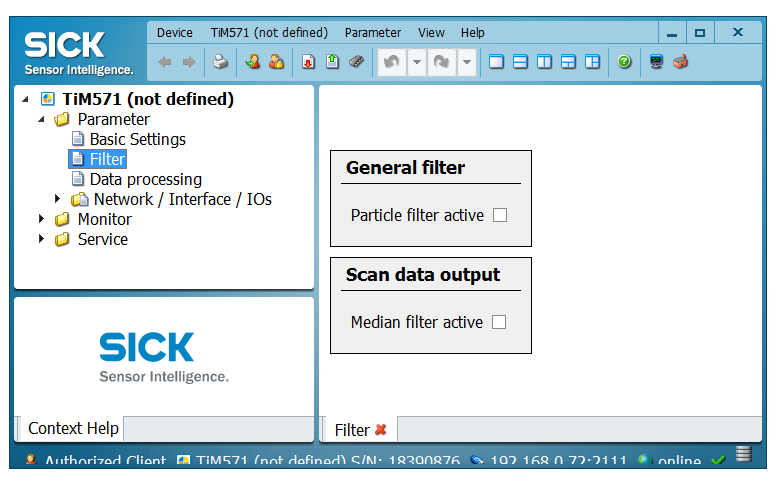 SICK
Sensor Intelligence.
Device TiM571 (not defined) Parameter View Help
TiM571 (not defined)
Parameter
Basic Settings
Filter
Data processing
Network / Interface / IOs
Monitor
Service
SICK
Sensor Intelligence.
Context Help
General filter
Particle filter active
Scan data output
Median filter active
Filter
Authorized Client TiM571 (not defined) S/N: 18390876 192.168.0.72:2111 online